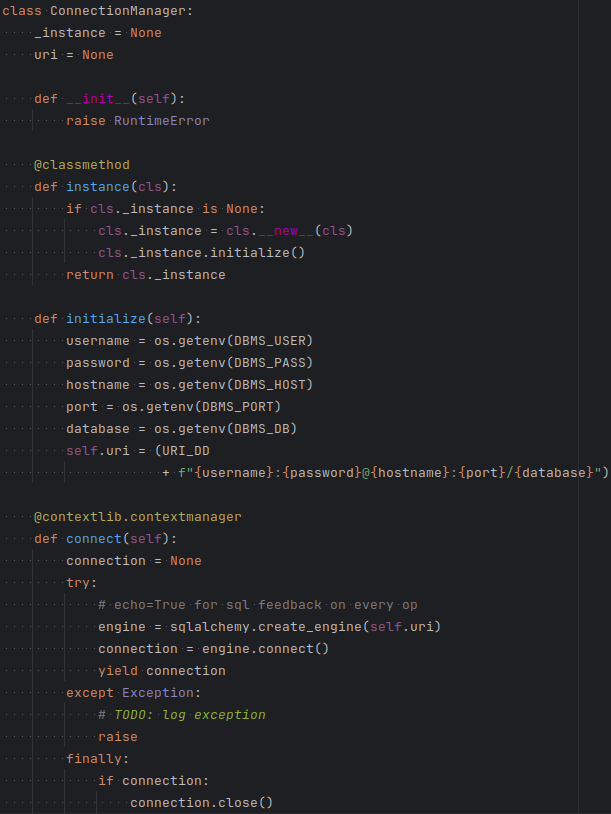 class ConnectionManager:
    _instance = None
    uri = None

    def __init__(self):
        raise RuntimeError

    @classmethod
    def instance(cls):
        if cls._instance is None:
            cls._instance = cls.__new__(cls)
            cls._instance.initialize()
        return cls._instance

    def initialize(self):
        username = os.getenv(DBMS_USER)
        password = os.getenv(DBMS_PASS)
        hostname = os.getenv(DBMS_HOST)
        port = os.getenv(DBMS_PORT)
        database = os.getenv(DBMS_DB)
        self.uri = (URI_DD
                    + f"{username}:{password}@{hostname}:{port}/{database}")

    @contextlib.contextmanager
    def connect(self):
        connection = None
        try:
            # echo=True for sql feedback on every op
            engine = sqlalchemy.create_engine(self.uri)
            connection = engine.connect()
            yield connection
        except Exception:
            # TODO: log exception
            raise
        finally:
            if connection:
                connection.close()